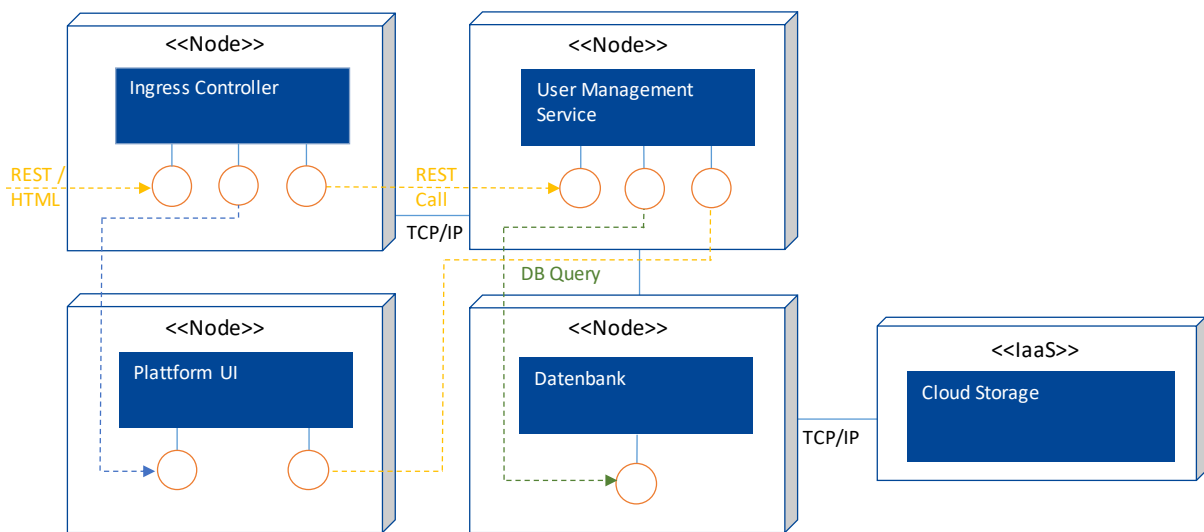 <<Node>>
Ingress Controller
REST /
HTML
<<Node>>
User Management
Service
REST
Call
TCP/IP
DB Query
<<Node>>
Plattform UI
<<Node>>
Datenbank
TCP/IP
<<IaaS>>
Cloud Storage